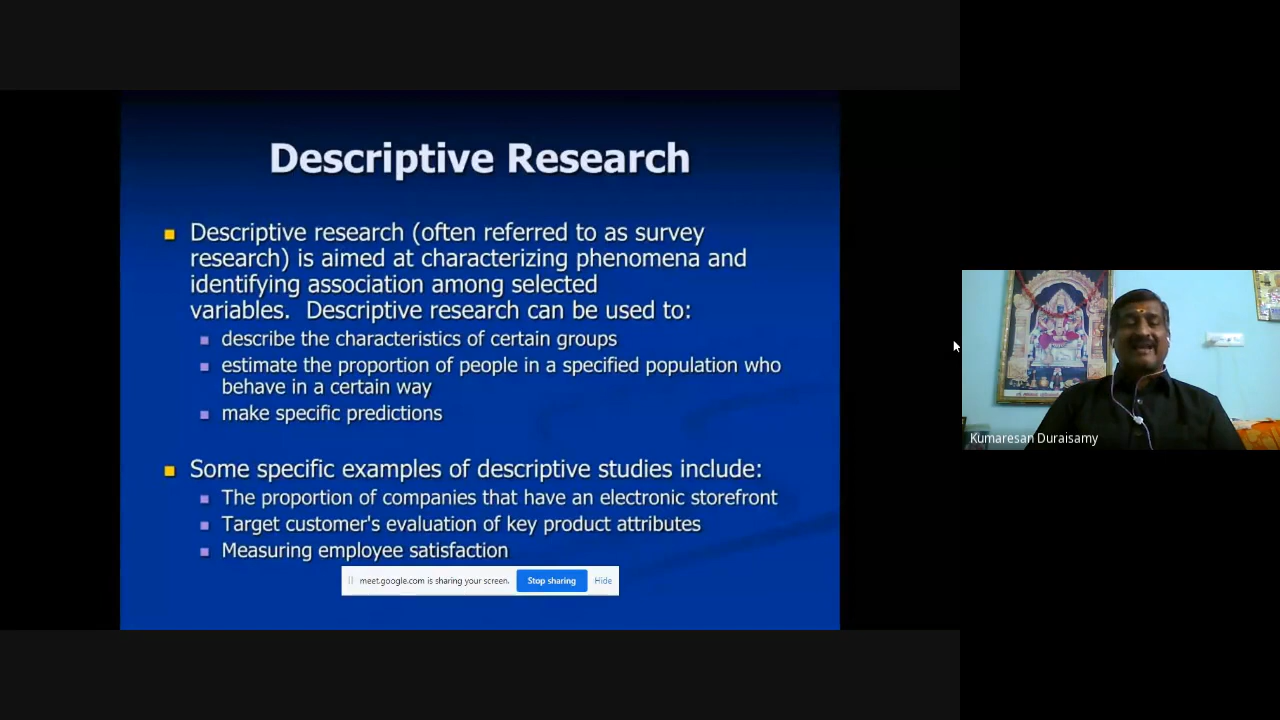 Descriptive Research
Descriptive research (often referred to as survey
research) is aimed at characterizing phenomena and
identifying association among selected
variables.  Descriptive research can be used to:
describe the characteristics of certain groups
estimate the proportion of people in a specified population who
behave in a certain way
make specific predictions
Some specific examples of descriptive studies include:
The proportion of companies that have an electronic storefront
Target customer's evaluation of key product attributes
Measuring employee satisfaction
meet.google.com is sharing your screen. Stop sharing Hide
Kumaresan Duraisamy